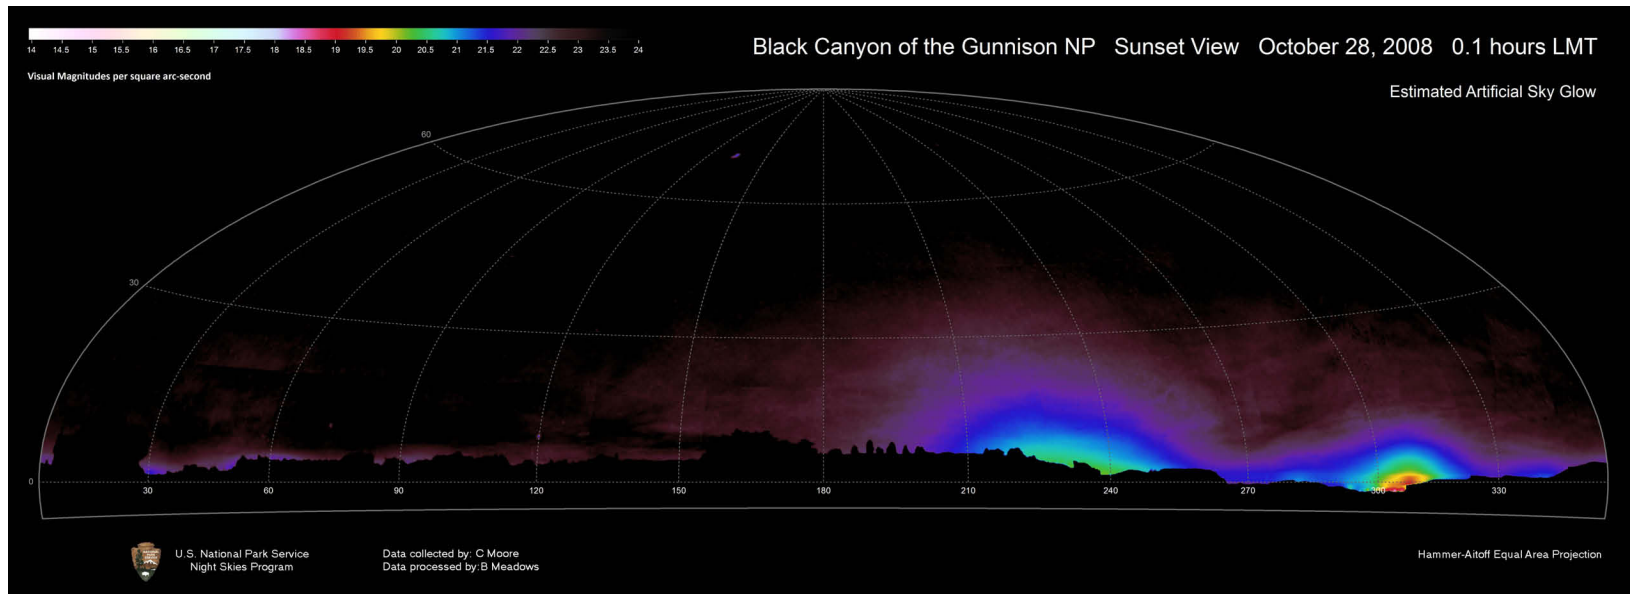 14 14.5 15 15.5 16 16.5 17 17.5 18 18.5 19 19.5 20 20.5 21 21.5 22 22.5 23 23.5 24
Visual Magnitudes per square arc-second
Black Canyon of the Gunnison NP Sunset View October 28, 2008 0.1 hours LMT
Estimated Artificial Sky Glow
60
30
0
30 60 90 120 150 180 210 240 270 300 330
U.S. National Park Service
Night Skies Program
Data collected by: C Moore
Data processed by:B Meadows
Hammer-Aitoff Equal Area Projection